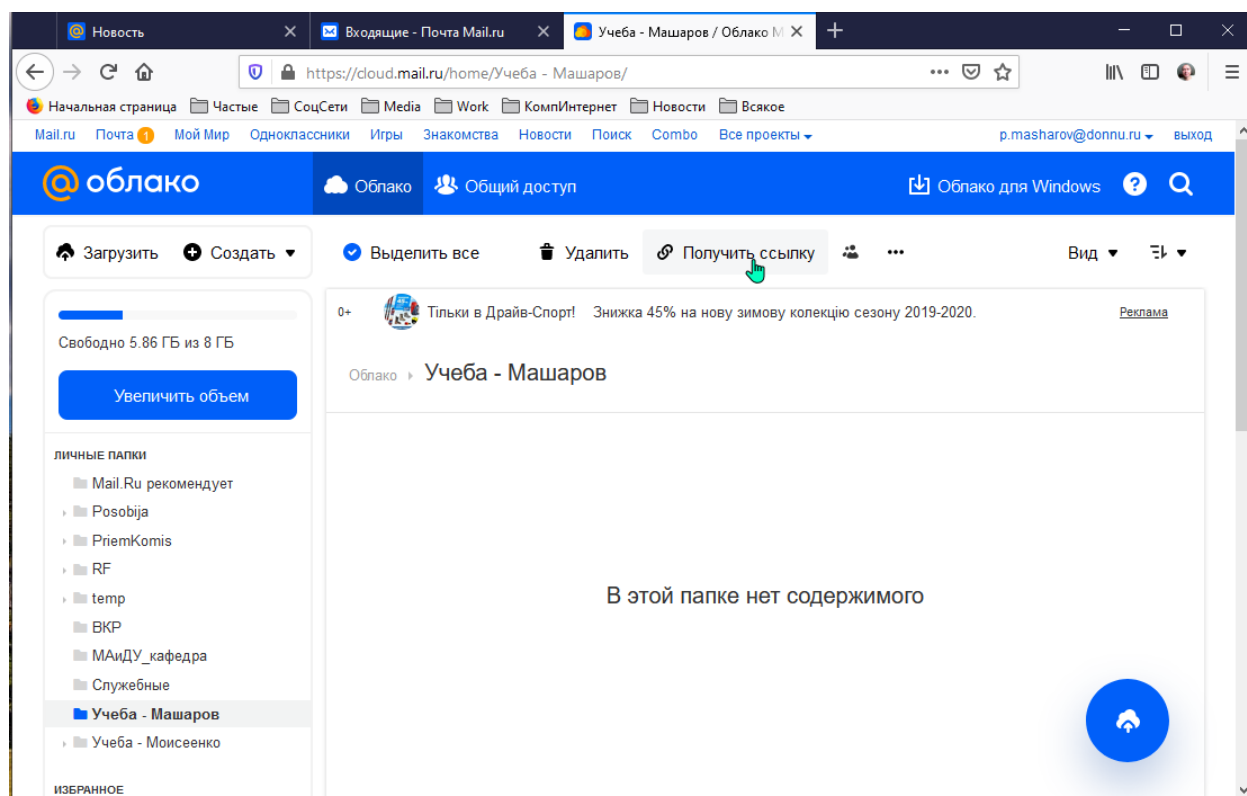 Новость
Входящие - Почта Mail.ru
Учеба - Машаров / Облако M
https://cloud.mail.ru/home/Учеба - Машаров/
Начальная страница Частые СоцСети Media Work КомпИнтернет Новости Всякое
Mail.ru Почта 1 Мой Мир Одноклассники Игры Знакомства Новости Поиск Combo Все проекты p.masharov@donnu.ru выход
облако Облако Общий доступ Облако для Windows ?
Загрузить Создать Выделить все Удалить Получить ссылку ••• Вид
0+ Тільки в Драйв-Спорт! Знижка 45% на нову зимову колекцію сезону 2019-2020. Реклама
Свободно 5.86 ГБ из 8 ГБ
Увеличить объем
Облако Учеба - Машаров
ЛИЧНЫЕ ПАПКИ
Mail.Ru рекомендует
Posobija
PriemKomis
RF
temp
ВКР
МАиДУ_кафедра
Служебные
Учеба - Машаров
Учеба - Моисеенко
ИЗБРАННОЕ
В этой папке нет содержимого